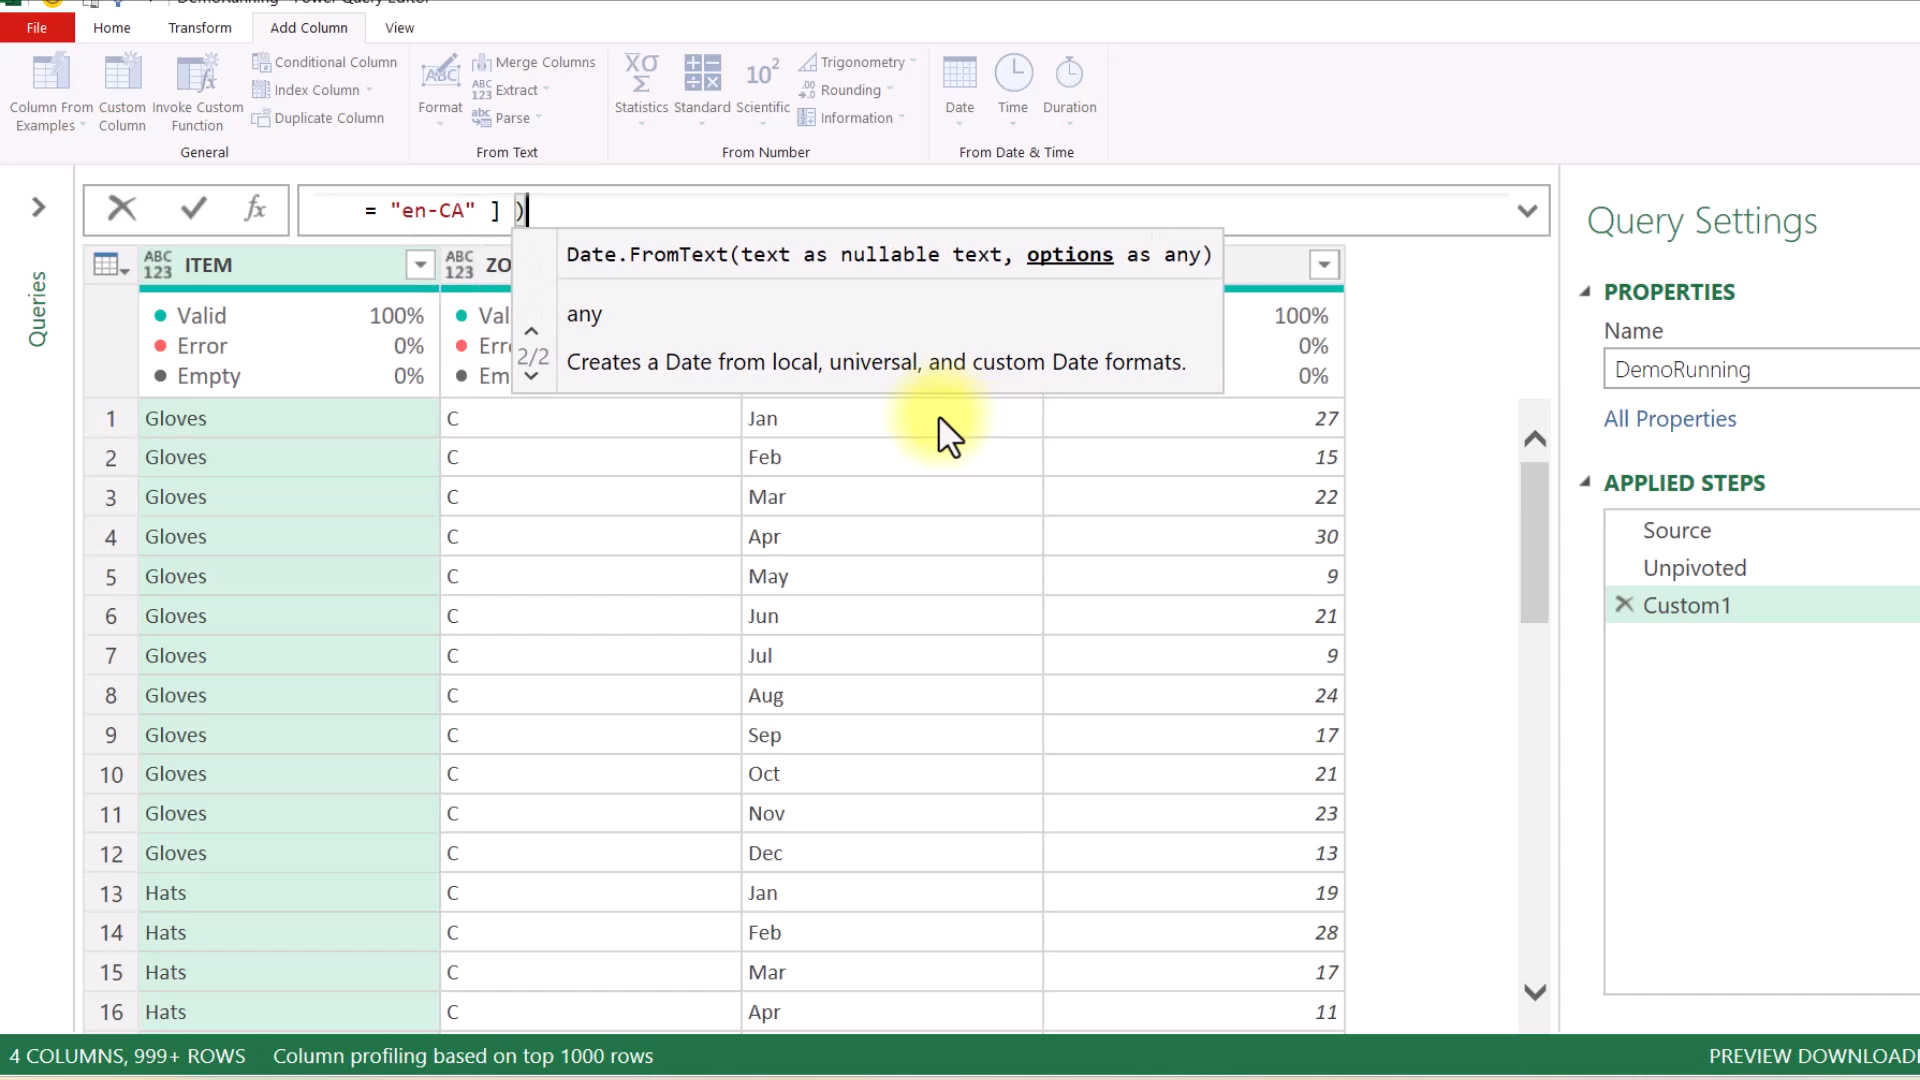 File Home Transform Add Column View
Column From Examples
Custom Column
Invoke Custom Function
Conditional Column
Index Column
Duplicate Column
General
Format
Merge Columns
Extract
Parse
From Text
Statistics
Standard
Scientific
Trigonometry
Rounding
Information
From Number
Date
Time
Duration
From Date & Time
fx
= "en-CA" ] )
Date.FromText(text as nullable text, options as any)
any
2/2
Creates a Date from local, universal, and custom Date formats.
Queries
ABC 123 ITEM ABC 123 ZO
Valid 100% Val 100%
Error 0% Err 0%
Empty 0% Em 0%
1 Gloves C Jan 27
2 Gloves C Feb 15
3 Gloves C Mar 22
4 Gloves C Apr 30
5 Gloves C May 9
6 Gloves C Jun 21
7 Gloves C Jul 9
8 Gloves C Aug 24
9 Gloves C Sep 17
10 Gloves C Oct 21
11 Gloves C Nov 23
12 Gloves C Dec 13
13 Hats C Jan 19
14 Hats C Feb 28
15 Hats C Mar 17
16 Hats C Apr 11
Query Settings
PROPERTIES
Name
DemoRunning
All Properties
APPLIED STEPS
Source
Unpivoted
Custom1
4 COLUMNS, 999+ ROWS Column profiling based on top 1000 rows PREVIEW DOWNLOADE